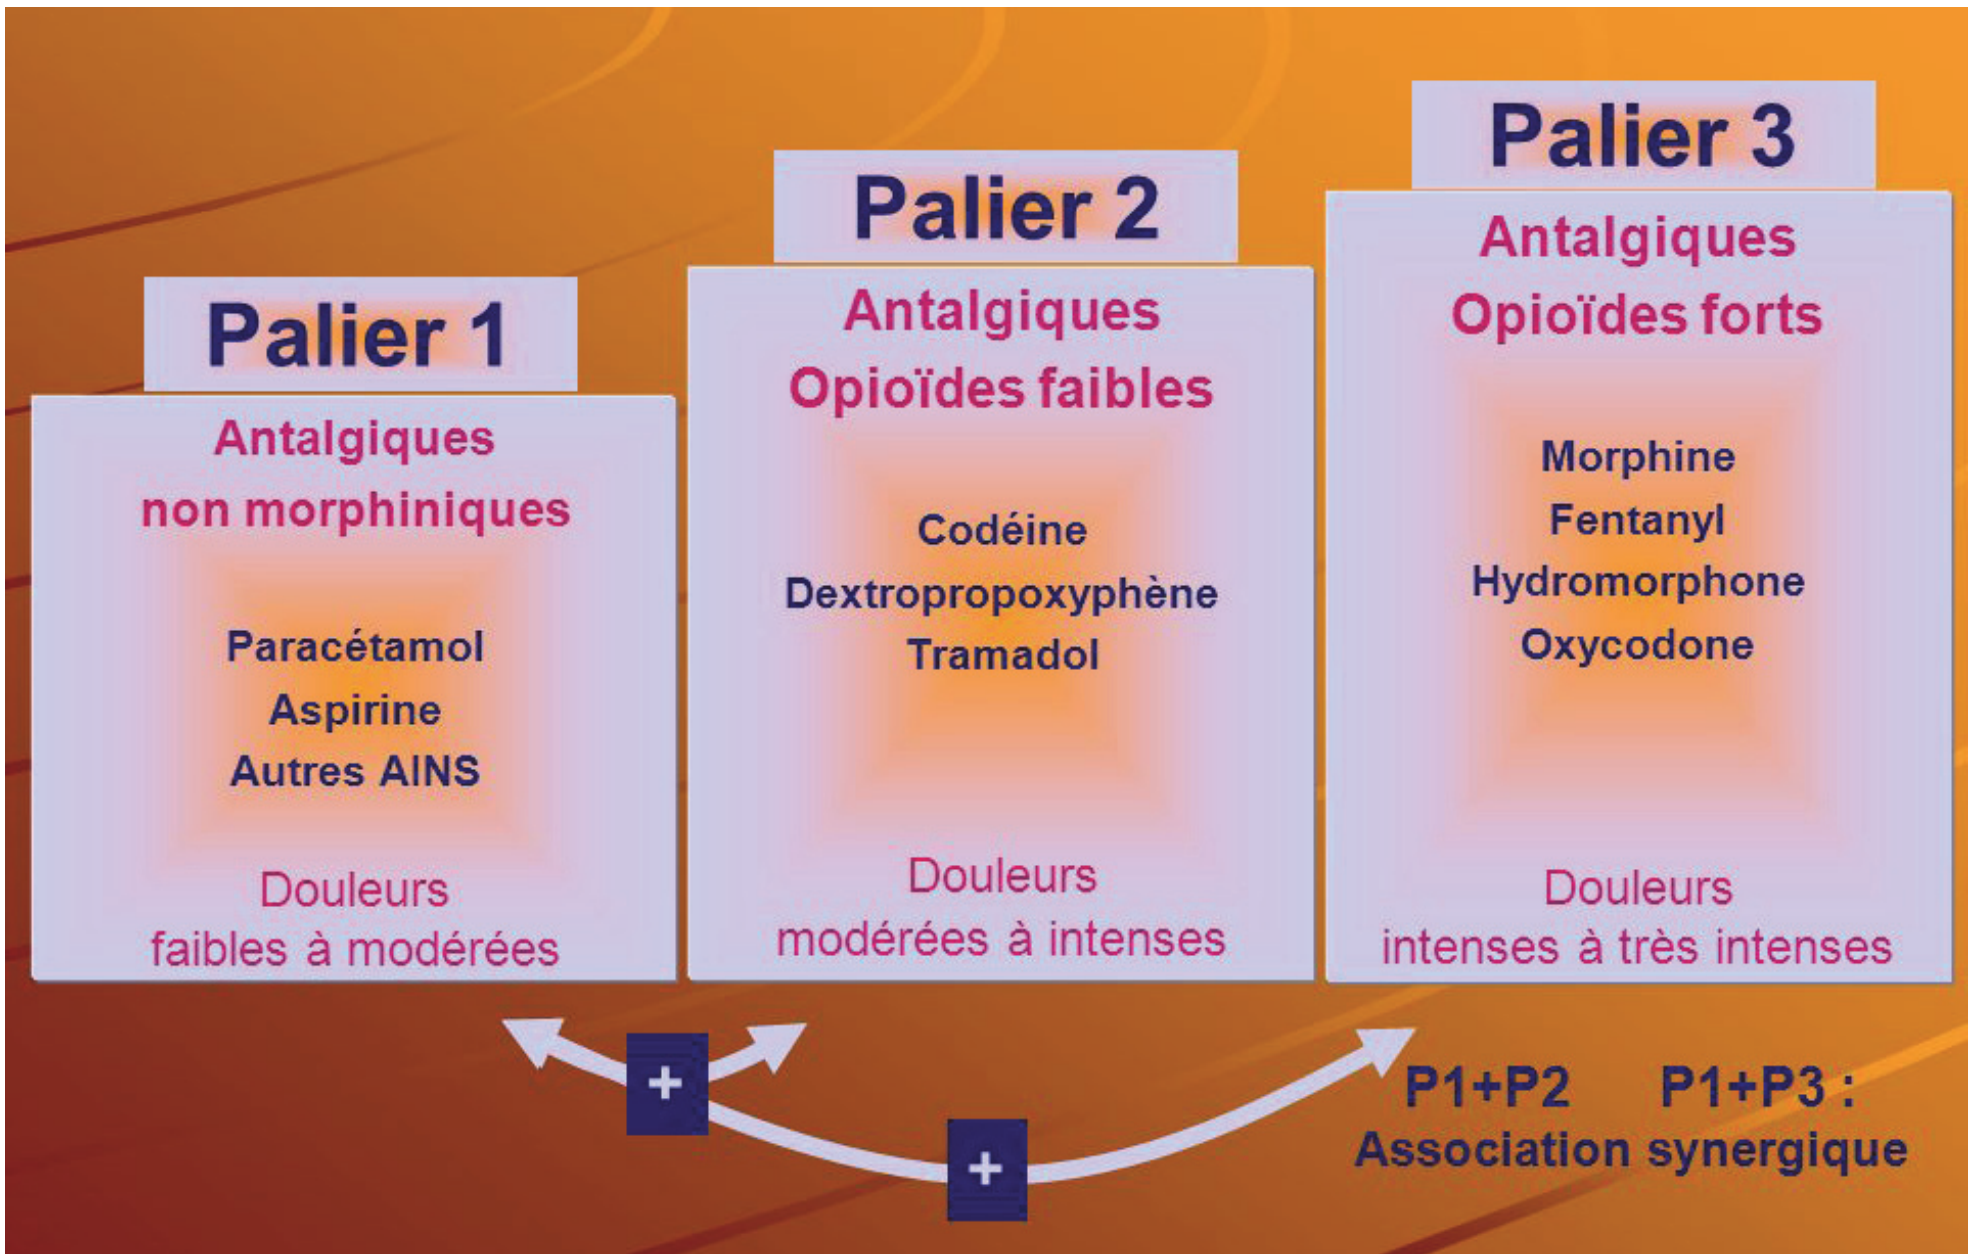 Palier 1
Antalgiques
non morphiniques
Paracétamol
Aspirine
Autres AINS
Douleurs
faibles à modérées
Palier 2
Antalgiques
Opioïdes faibles
Codéine
Dextropropoxyphène
Tramadol
Douleurs
modérées à intenses
Palier 3
Antalgiques
Opioïdes forts
Morphine
Fentanyl
Hydromorphone
Oxycodone
Douleurs
intenses à très intenses
+
+
P1+P2 P1+P3 :
Association synergique